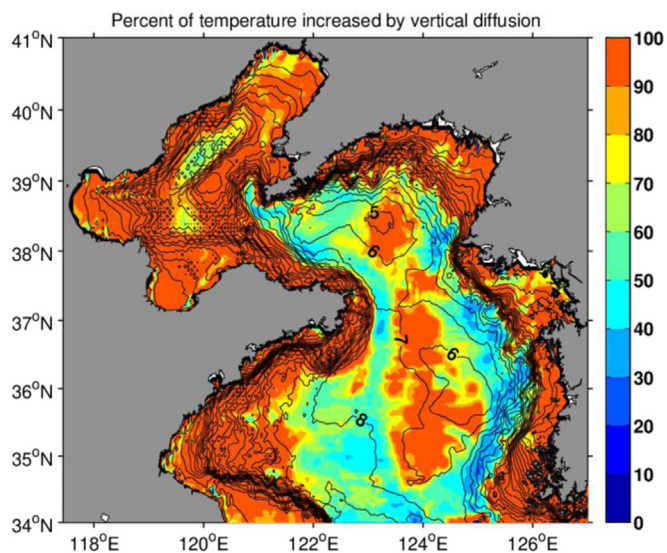 Percent of temperature increased by vertical diffusion
41°N
40°N
39°N
38°N
37°N
36°N
35°N
34°N
118°E
120°E
122°E
124°E
126°E
5
6
7
6
8
100
90
80
70
60
50
40
30
20
10
0